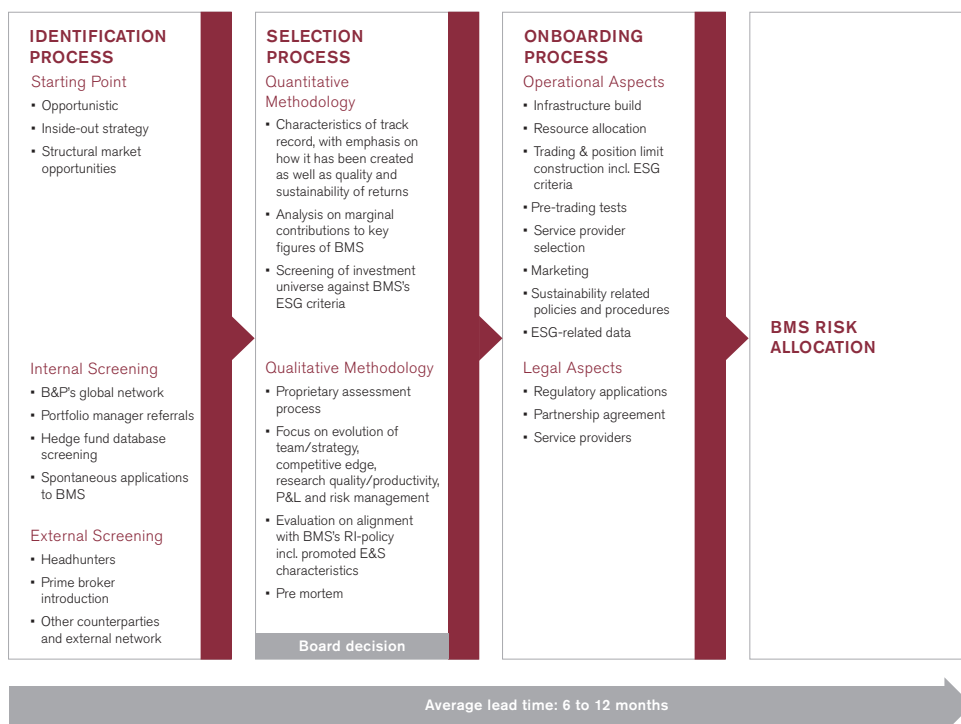 IDENTIFICATION
PROCESS
Starting Point
▪ Opportunistic
▪ Inside-out strategy
▪ Structural market
opportunities
Internal Screening
▪ B&P's global network
▪ Portfolio manager referrals
▪ Hedge fund database
screening
▪ Spontaneous applications
to BMS
External Screening
▪ Headhunters
▪ Prime broker
introduction
▪ Other counterparties
and external network
SELECTION
PROCESS
Quantitative
Methodology
▪ Characteristics of track
record, with emphasis on
how it has been created
as well as quality and
sustainability of returns
▪ Analysis on marginal
contributions to key
figures of BMS
▪ Screening of investment
universe against BMS's
ESG criteria
Qualitative Methodology
▪ Proprietary assessment
process
▪ Focus on evolution of
team/strategy,
competitive edge,
research quality/productivity,
P&L and risk management
▪ Evaluation on alignment
with BMS's RI-policy
incl. promoted E&S
characteristics
▪ Pre mortem
Board decision
ONBOARDING
PROCESS
Operational Aspects
▪ Infrastructure build
▪ Resource allocation
▪ Trading & position limit
construction incl. ESG
criteria
▪ Pre-trading tests
▪ Service provider
selection
▪ Marketing
▪ Sustainability related
policies and procedures
▪ ESG-related data
Legal Aspects
▪ Regulatory applications
▪ Partnership agreement
▪ Service providers
BMS RISK
ALLOCATION
Average lead time: 6 to 12 months